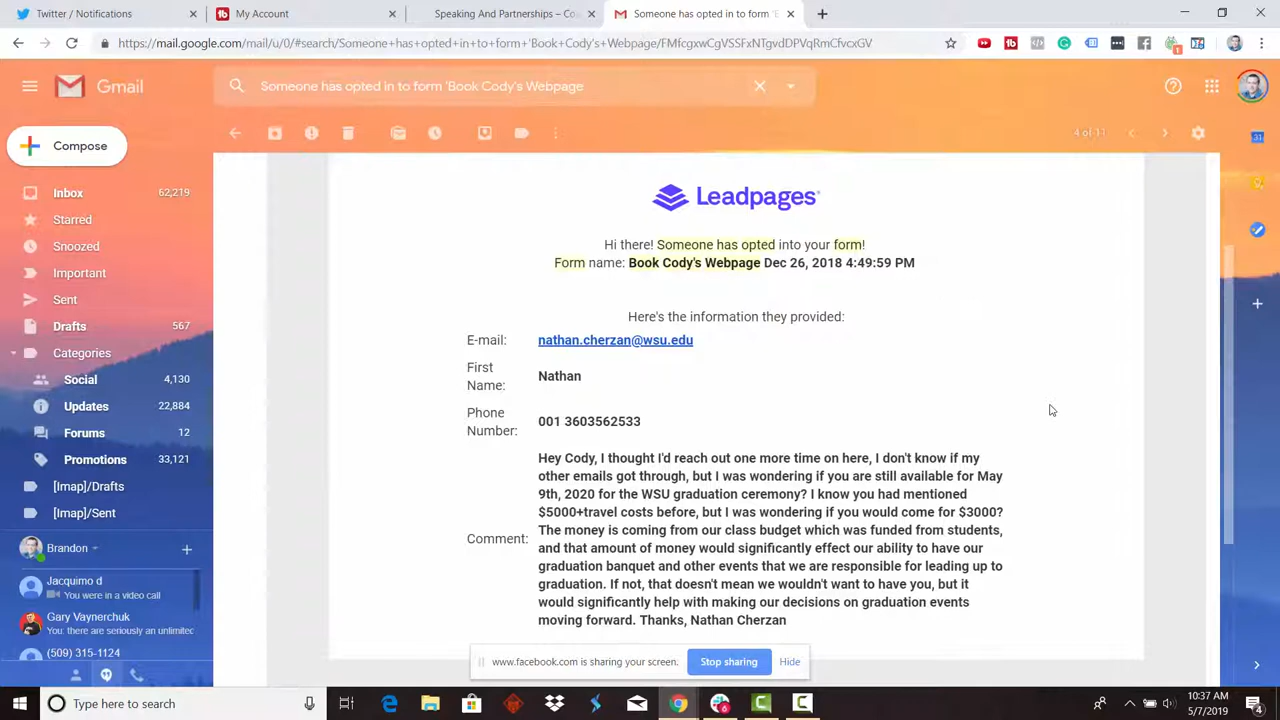 Twitter / Notifications
My Account
Speaking And Partnerships – Co
Someone has opted in to form 'E
https://mail.google.com/mail/u/0/#search/Someone+has+opted+in+to+form+'Book+Cody's+Webpage/FMfcgxwCgVSSFxNTgvdDPVqRmCfvcxGV
Gmail
Someone has opted in to form 'Book Cody's Webpage
Compose
4 of 11
Inbox 62,219
Starred
Snoozed
Important
Sent
Drafts 567
Categories
Social 4,130
Updates 22,884
Forums 12
Promotions 33,121
[Imap]/Drafts
[Imap]/Sent
Brandon
Jacquimo d
You were in a video call
Gary Vaynerchuk
You: there are seriously an unlimited
(509) 315-1124
Leadpages
Hi there! Someone has opted into your form!
Form name: Book Cody's Webpage Dec 26, 2018 4:49:59 PM
Here's the information they provided:
E-mail: nathan.cherzan@wsu.edu
First
Name: Nathan
Phone
Number: 001 3603562533
Comment:
Hey Cody, I thought I'd reach out one more time on here, I don't know if my
other emails got through, but I was wondering if you are still available for May
9th, 2020 for the WSU graduation ceremony? I know you had mentioned
$5000+travel costs before, but I was wondering if you would come for $3000?
The money is coming from our class budget which was funded from students,
and that amount of money would significantly effect our ability to have our
graduation banquet and other events that we are responsible for leading up to
graduation. If not, that doesn't mean we wouldn't want to have you, but it
would significantly help with making our decisions on graduation events
moving forward. Thanks, Nathan Cherzan
www.facebook.com is sharing your screen. Stop sharing Hide
Type here to search
10:37 AM
5/7/2019